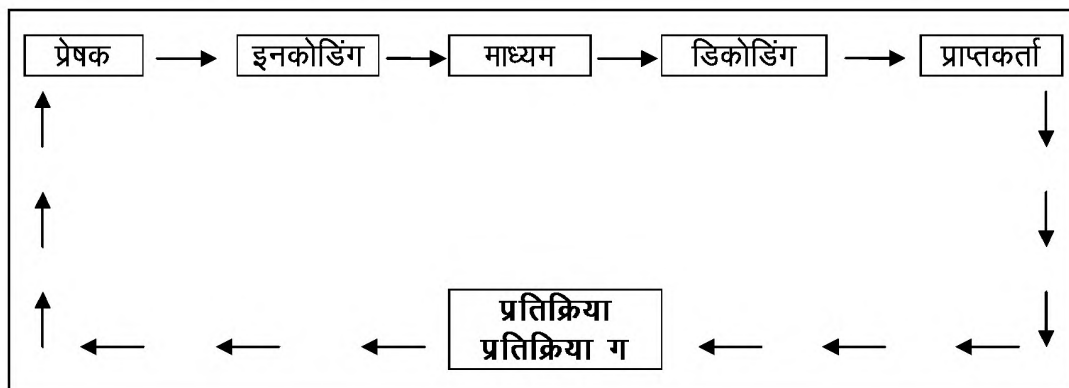 प्रेषक इनकोडिंग माध्यम डिकोडिंग प्राप्तकर्ता
प्रतिक्रिया
प्रतिक्रिया ग